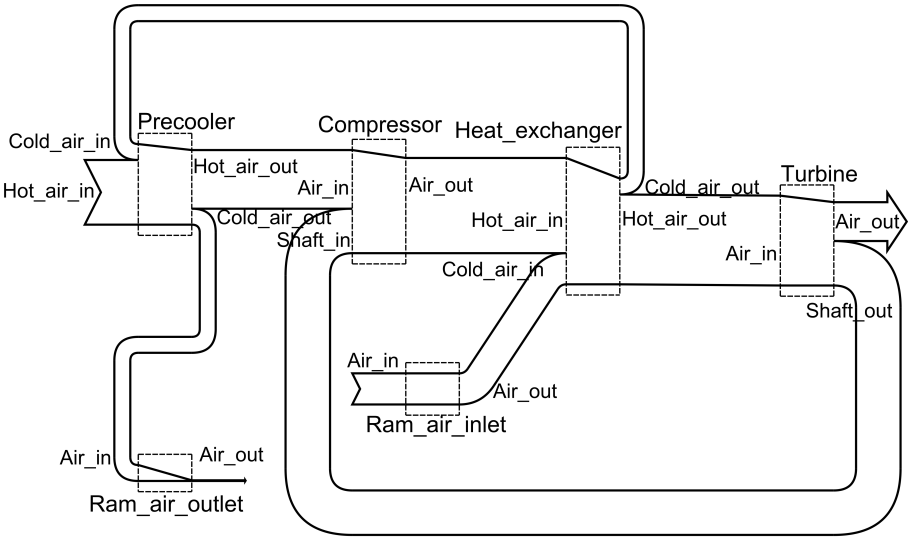 Precooler
Compressor
Heat_exchanger
Cold_air_in
Hot_air_out
Turbine
Hot_air_in
Air_in
Air_out
Cold_air_out
Cold_air_out
Hot_air_in
Hot_air_out
Air_out
Shaft_in
Air_in
Cold_air_in
Shaft_out
Air_in
Air_out
Ram_air_inlet
Air_in
Air_out
Ram_air_outlet